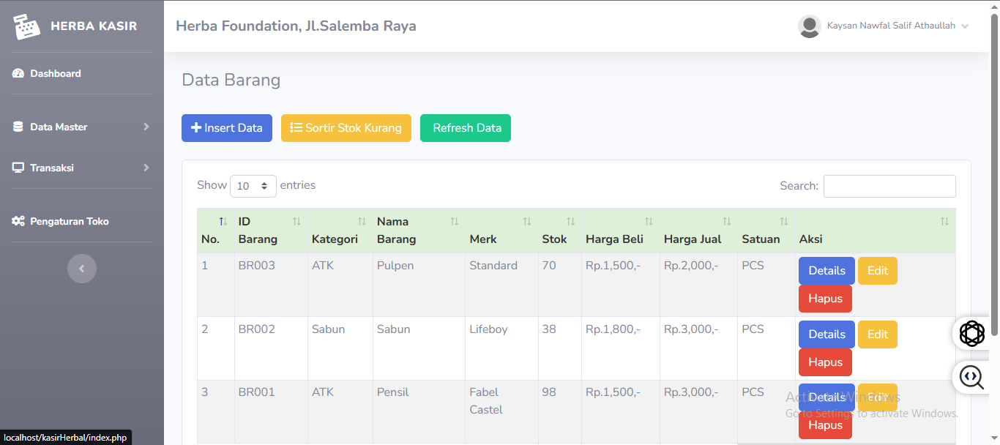 HERBA KASIR
Herba Foundation, Jl.Salemba Raya
Kaysan Nawfal Salif Athaullah
Dashboard
Data Master
Transaksi
Pengaturan Toko
Data Barang
Insert Data
Sortir Stok Kurang
Refresh Data
Show 10 entries
Search:
No. ID Barang Kategori Nama Barang Merk Stok Harga Beli Harga Jual Satuan Aksi
1 BR003 ATK Pulpen Standard 70 Rp.1,500,- Rp.2,000,- PCS Details Edit
Hapus
2 BR002 Sabun Sabun Lifeboy 38 Rp.1,800,- Rp.3,000,- PCS Details Edit
Hapus
3 BR001 ATK Pensil Fabel Castel 98 Rp.1,500,- Rp.3,000,- PCS Details Edit
Hapus
Activate Windows
Go to Settings to activate Windows.
localhost/kasirHerbal/index.php